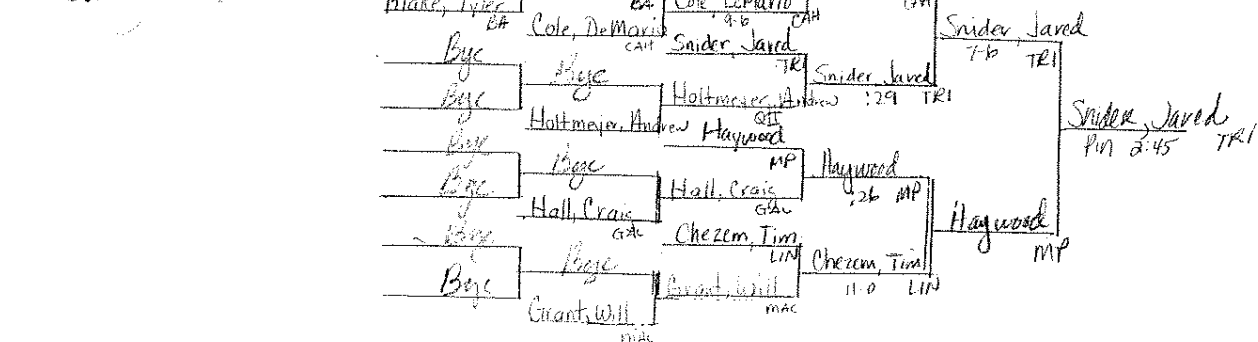 Blake, Tyler
BA
Cole, DeMario
CAH
BA
Cole, DeMario
9-6
CAH
Bye
Bye
Bye
Holtmeyer, Andrew
Snider, Jared
TRI
Holtmeyer, Andrew
QII
Snider, Jared
:29 TRI
Snider, Jared
7-6 TRI
Bye
Bye
Bye
Hall, Craig
GAL
Haywood
MP
Hall, Craig
GAL
Haywood
:26 MP
Bye
Bye
Bye
Grant, Will
MAC
Chezem, Tim
LIN
Grant, Will
MAC
Chezem, Tim
11-0 LIN
Haywood
MP
Snider, Jared
Pin 2:45 TRI